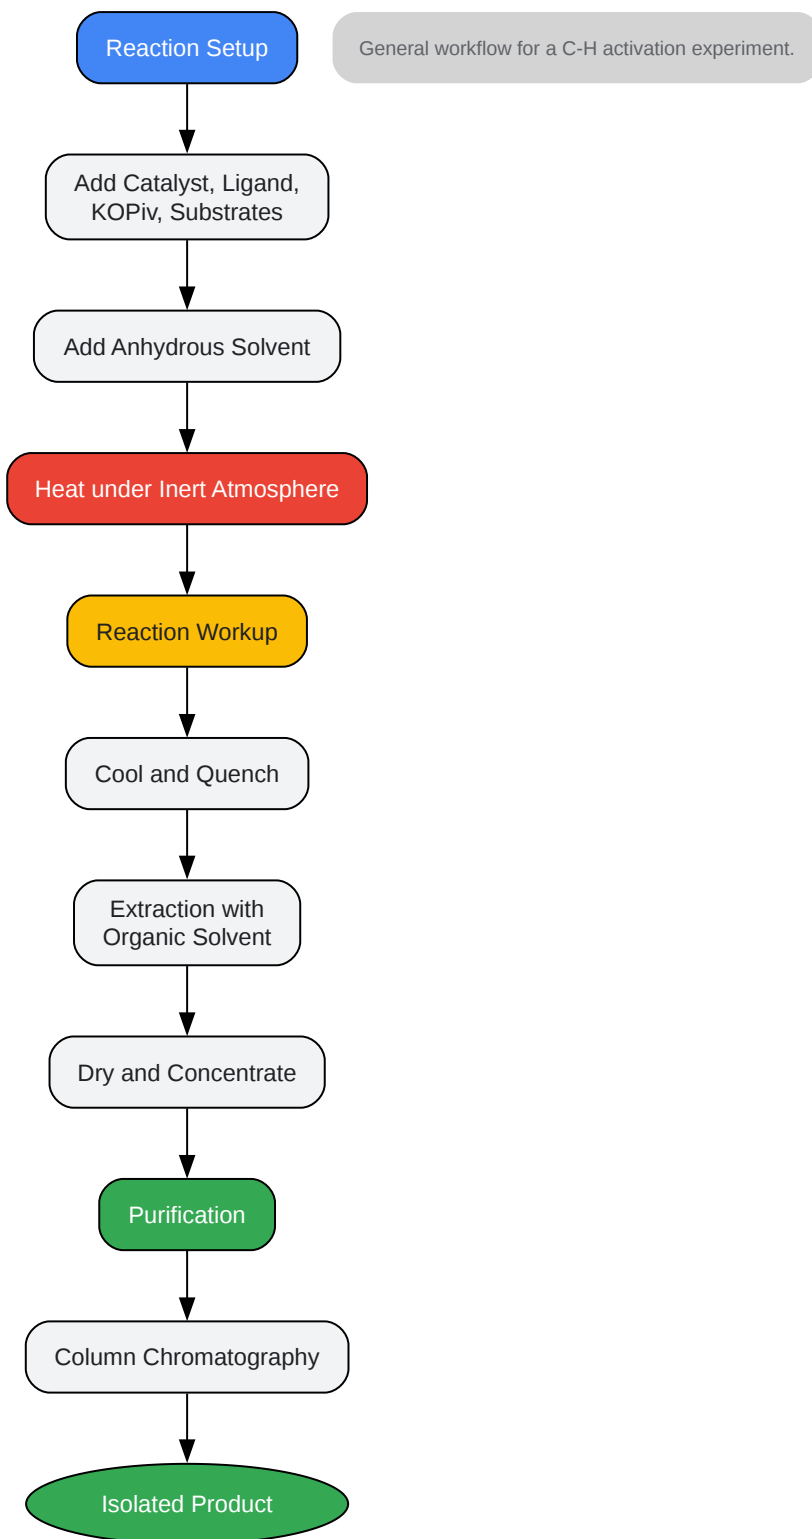 Reaction Setup
General workflow for a C-H activation experiment.
Add Catalyst, Ligand,
KOPiv, Substrates
Add Anhydrous Solvent
Heat under Inert Atmosphere
Reaction Workup
Cool and Quench
Extraction with
Organic Solvent
Dry and Concentrate
Purification
Column Chromatography
Isolated Product